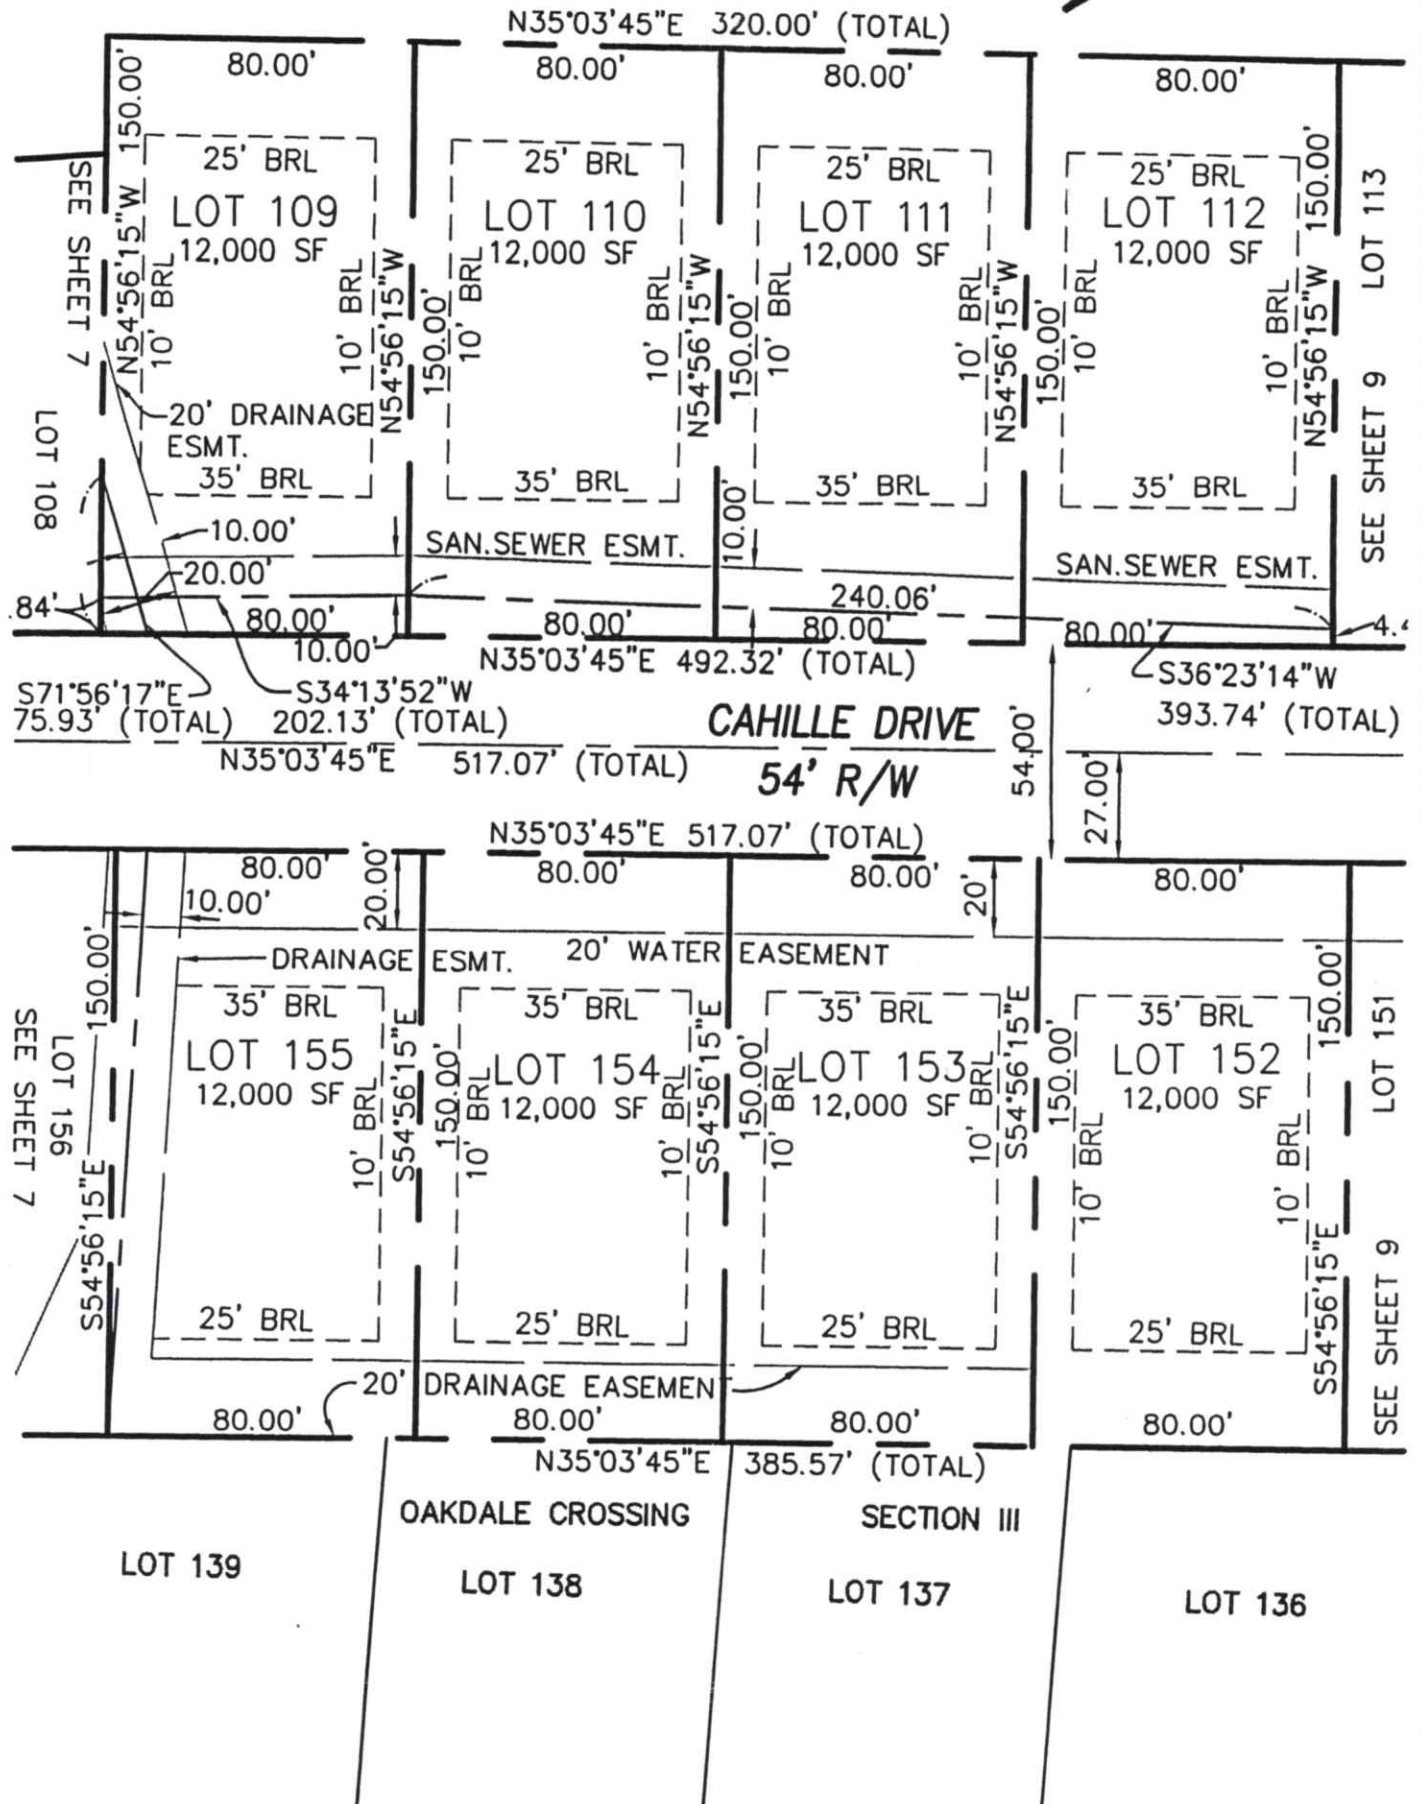 N35°03'45"E 320.00' (TOTAL)
80.00'
80.00'
80.00'
80.00'
N54°56'15"W 150.00'
SEE SHEET 7
LOT 108
25' BRL
LOT 109
12,000 SF
10' BRL
10' BRL
20' DRAINAGE
ESMT.
35' BRL
N54°56'15"W
150.00'
25' BRL
LOT 110
12,000 SF
10' BRL
10' BRL
35' BRL
N54°56'15"W
150.00'
25' BRL
LOT 111
12,000 SF
10' BRL
10' BRL
35' BRL
N54°56'15"W
150.00'
25' BRL
LOT 112
12,000 SF
10' BRL
10' BRL
35' BRL
N54°56'15"W 150.00'
SEE SHEET 9 LOT 113
10.00'
20.00'
SAN.SEWER ESMT.
10.00'
SAN.SEWER ESMT.
.84'
240.06'
80.00'
80.00'
80.00'
80.00'
10.00'
N35°03'45"E 492.32' (TOTAL)
S71°56'17"E
75.93' (TOTAL)
S34°13'52"W
202.13' (TOTAL)
S36°23'14"W
393.74' (TOTAL)
CAHILLE DRIVE
54' R/W
N35°03'45"E 517.07' (TOTAL)
54.00'
27.00'
N35°03'45"E 517.07' (TOTAL)
80.00'
80.00'
80.00'
80.00'
10.00'
20.00'
20'
DRAINAGE ESMT.
20' WATER EASEMENT
SEE SHEET 7
LOT 156
S54°56'15"E 150.00'
35' BRL
LOT 155
12,000 SF
10' BRL
25' BRL
S54°56'15"E
150.00'
35' BRL
LOT 154
12,000 SF
10' BRL
10' BRL
25' BRL
S54°56'15"E
150.00'
35' BRL
LOT 153
12,000 SF
10' BRL
10' BRL
25' BRL
S54°56'15"E
150.00'
35' BRL
LOT 152
12,000 SF
10' BRL
10' BRL
25' BRL
S54°56'15"E 150.00'
SEE SHEET 9 LOT 151
20' DRAINAGE EASEMEN
80.00'
80.00'
80.00'
80.00'
N35°03'45"E 385.57' (TOTAL)
OAKDALE CROSSING SECTION III
LOT 139
LOT 138
LOT 137
LOT 136